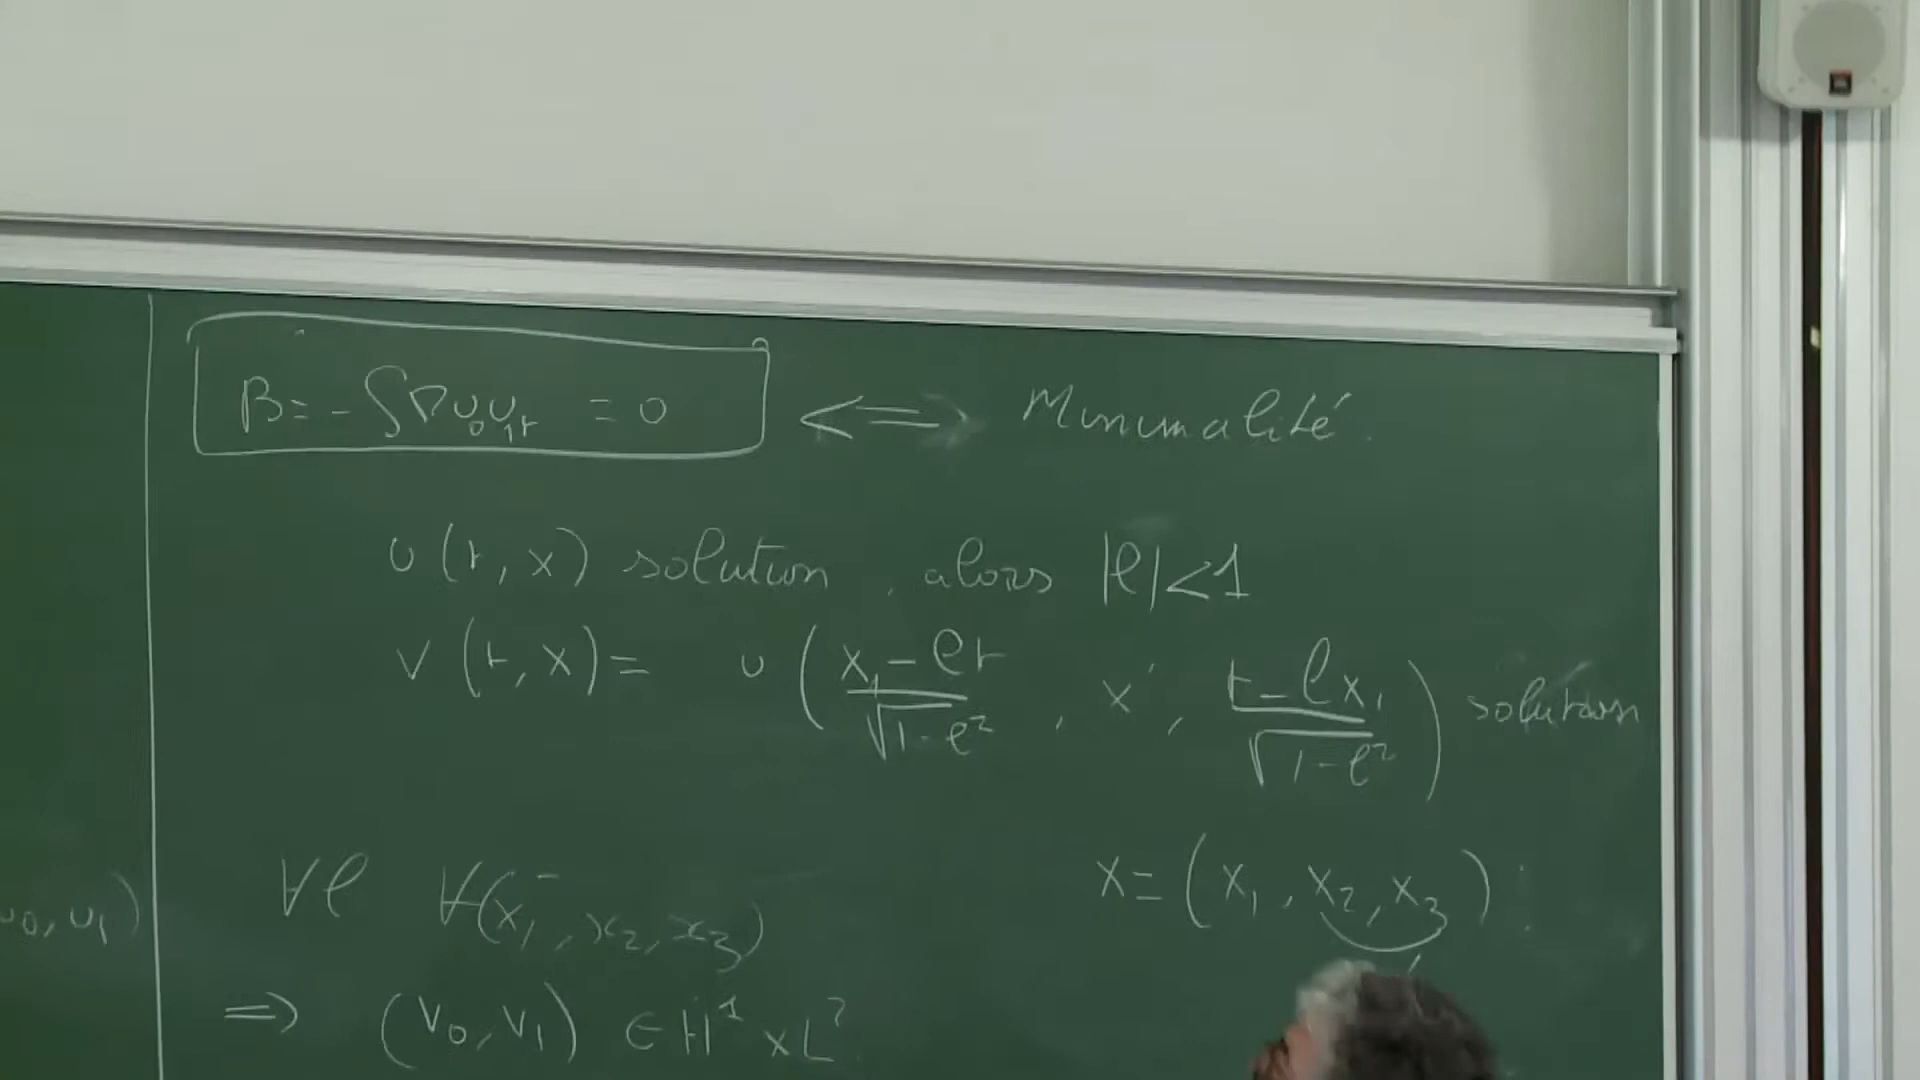 β = - ∫∇u₀u₁,t = 0 <=> Minimalité.
u (t, x) solution, alors |l|<1
v (t, x) = u ( (x₁ - lt)/√(1-l²), x', (t - lx₁)/√(1-l²) ) solution
∀l ∀(x₁, x₂, x₃) x = (x₁, x₂, x₃) :
u₀, u₁)
=> (v₀, v₁) ∈ H¹ x L²